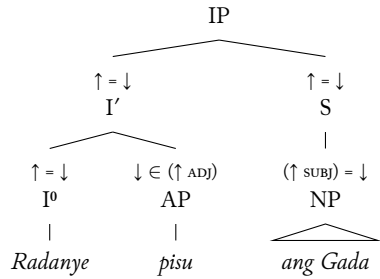 IP
↑ = ↓ ↑ = ↓
I′ S
↑ = ↓ ↓ ∈ (↑ ADJ) (↑ SUBJ) = ↓
I⁰ AP NP
Radanye pisu ang Gada